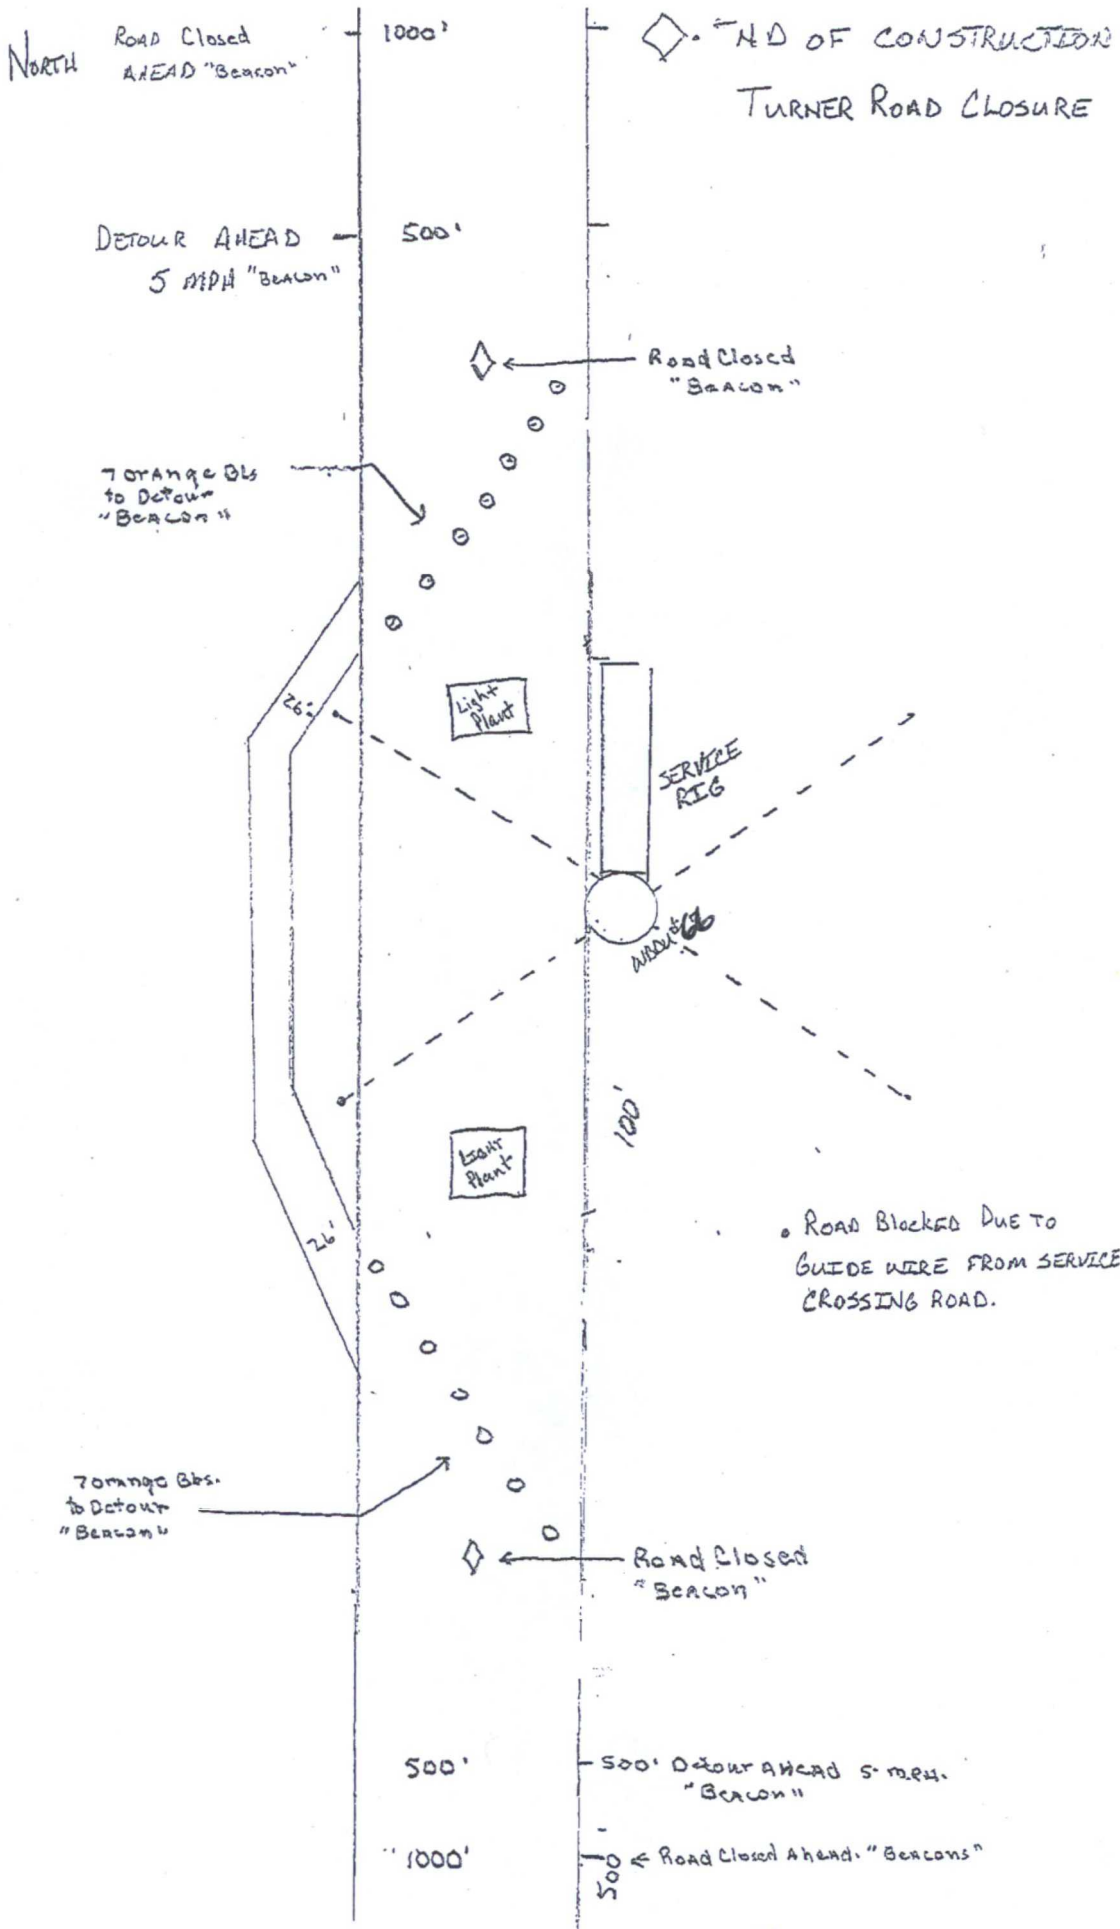 NORTH
ROAD Closed
AHEAD "Beacon"
1000'
ND OF CONSTRUCTION
TURNER ROAD CLOSURE
DETOUR AHEAD
5 MPH "BEACON"
500'
Road Closed
"BEACON"
7 orange Bls
to Detour
"BEACON"
26'
Light
Plant
SERVICE
RIG
66
100'
LIGHT
Plant
26'
ROAD BlockED DUE TO
GUIDE WIRE FROM SERVICE
CROSSING ROAD.
7 orange Bbs.
to Detour
"BEACON"
Road Closed
"BEACON"
500'
500' Detour AHEAD 5 M.P.H.
"BEACON"
1000'
500
ROAD Closed Ahead. "BEACONS"